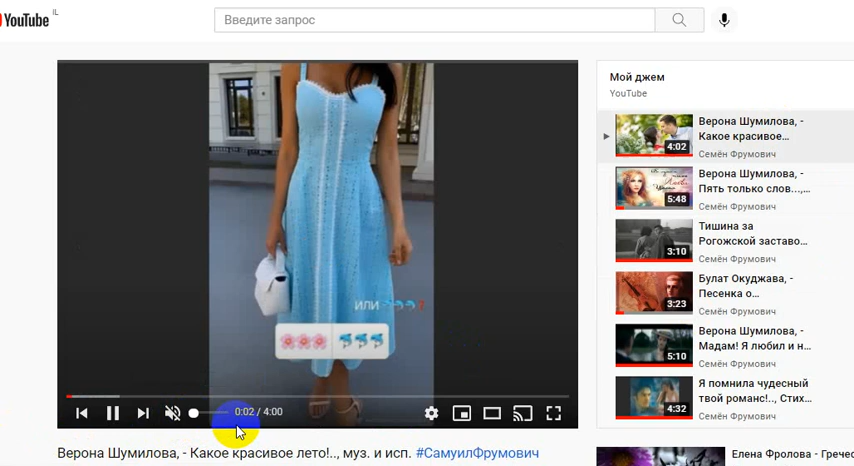 YouTube IL
Введите запрос
Мой джем
YouTube
Верона Шумилова, -
Какое красивое...
4:02
Семён Фрумович
Верона Шумилова, -
Пять только слов...,...
5:48
Семён Фрумович
Тишина за
Рогожской заставо...
3:10
Семён Фрумович
Булат Окуджава, -
Песенка о...
3:23
Семён Фрумович
Верона Шумилова, -
Мадам! Я любил и н...
5:10
Семён Фрумович
Я помнила чудесный
твой романс!.., Стих...
4:32
Семён Фрумович
ИЛИ
0:02 / 4:00
Верона Шумилова, - Какое красивое лето!.., муз. и исп. #СамуилФрумович
Елена Фролова - Гречес